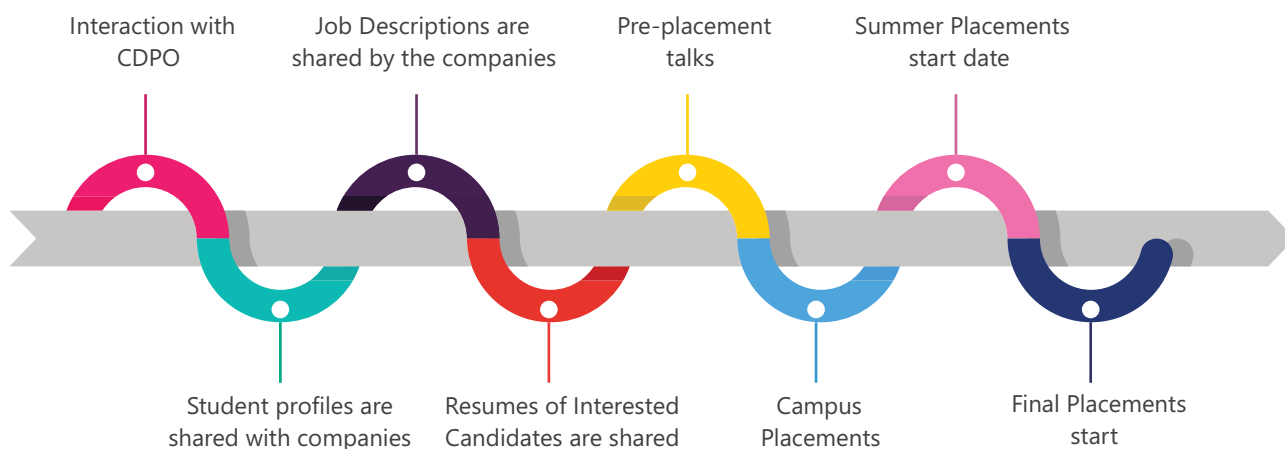 Interaction with
CDPO
Job Descriptions are
shared by the companies
Pre-placement
talks
Summer Placements
start date
Student profiles are
shared with companies
Resumes of Interested
Candidates are shared
Campus
Placements
Final Placements
start